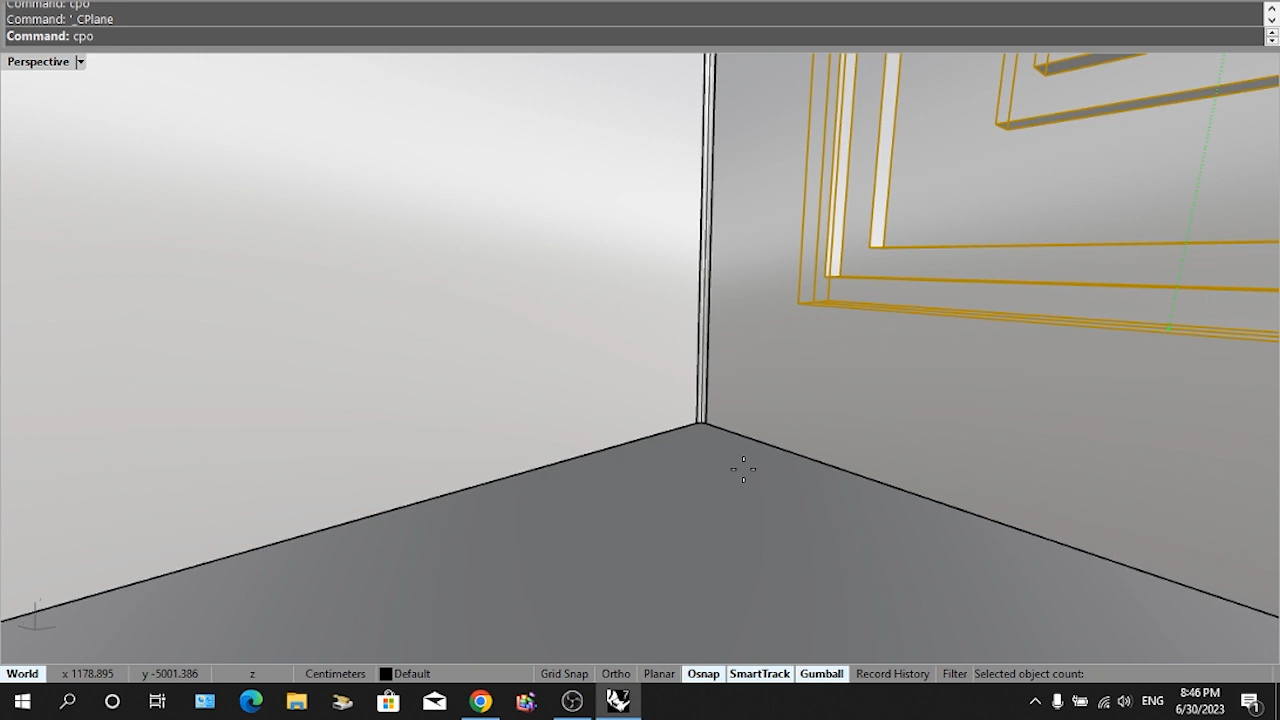 Command: cpo
Command: '_CPlane
Command: cpo
Perspective
World x 1178.895 y -5001.386 z Centimeters Default Grid Snap Ortho Planar Osnap SmartTrack Gumball Record History Filter Selected object count:
ENG
8:46 PM
6/30/2023
1